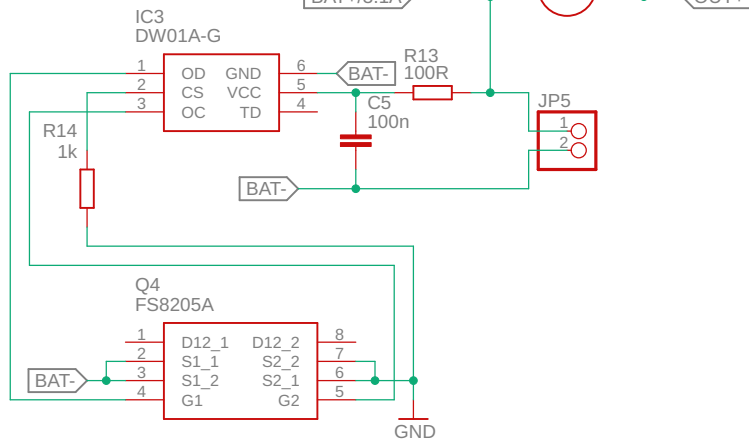 IC3
DW01A-G
1 OD GND 6 BAT-
2 CS VCC 5
3 OC TD 4
R13
100R
C5
100n
JP5
1
2
R14
1k
BAT-
Q4
FS8205A
1 D12_1 D12_2 8
2 S1_1 S2_2 7
BAT- 3 S1_2 S2_1 6
4 G1 G2 5
GND